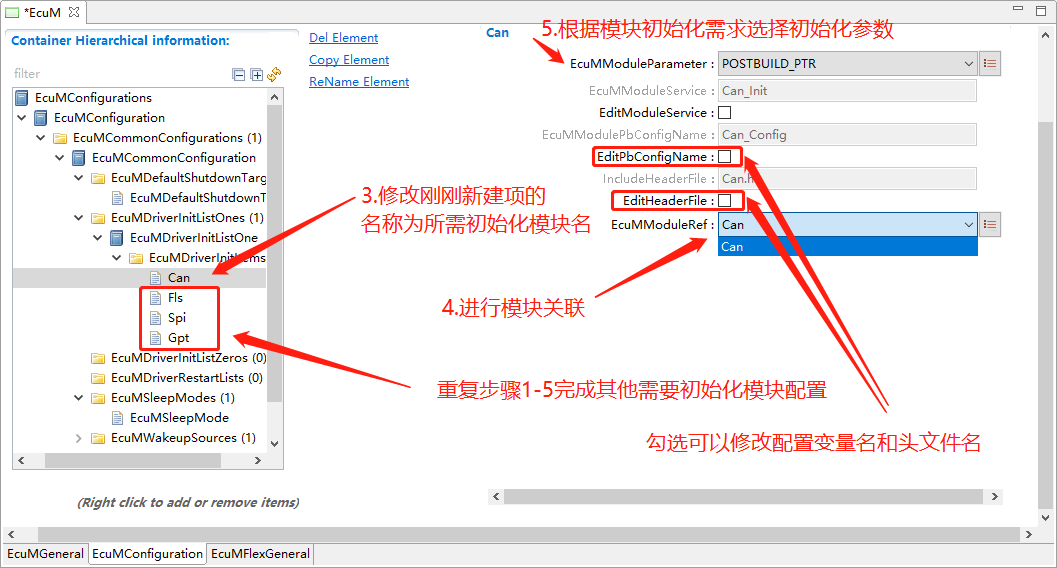 *EcuM
Container Hierarchical information:
filter
EcuMConfigurations
EcuMConfiguration
EcuMCommonConfigurations (1)
EcuMCommonConfiguration
EcuMDefaultShutdownTarg
EcuMDefaultShutdownT
EcuMDriverInitListOnes (1)
EcuMDriverInitListOne
EcuMDriverInitItems
Can
Fls
Spi
Gpt
EcuMDriverInitListZeros (0)
EcuMDriverRestartLists (0)
EcuMSleepModes (1)
EcuMSleepMode
EcuMWakeupSources (1)
(Right click to add or remove items)
Del Element
Copy Element
ReName Element
Can
5.根据模块初始化需求选择初始化参数
EcuMModuleParameter : POSTBUILD_PTR
EcuMModuleService : Can_Init
EditModuleService :
EcuMModulePbConfigName : Can_Config
EditPbConfigName :
IncludeHeaderFile : Can.h
EditHeaderFile :
EcuMModuleRef : Can
Can
3.修改刚刚新建项的
名称为所需初始化模块名
4.进行模块关联
重复步骤1-5完成其他需要初始化模块配置
勾选可以修改配置变量名和头文件名
EcuMGeneral EcuMConfiguration EcuMFlexGeneral